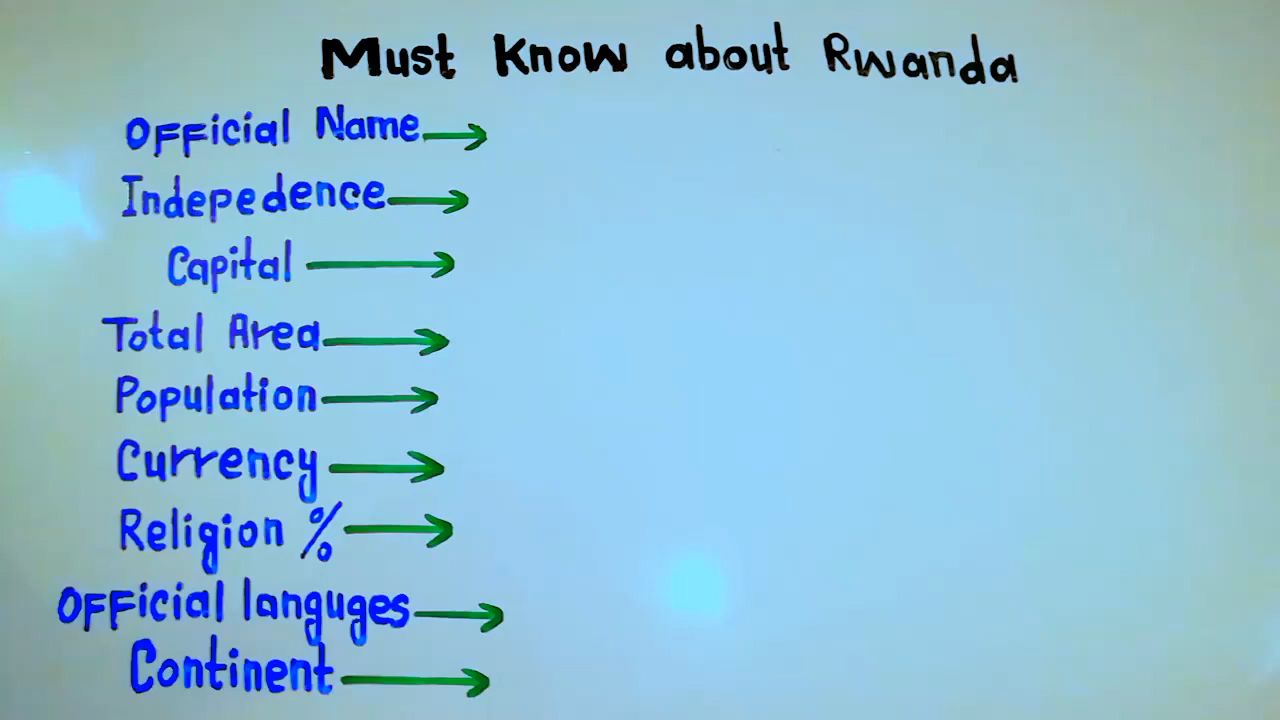 Must Know about Rwanda
Official Name
Indepedence
Capital
Total Area
Population
Currency
Religion %
Official languges
Continent